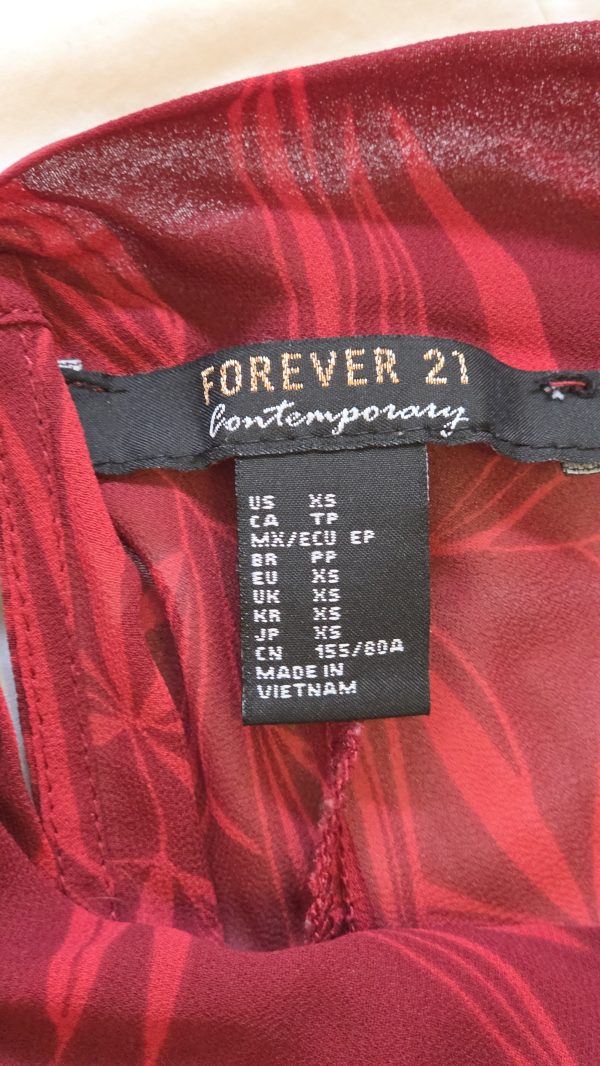 FOREVER 21
Contemporary
US XS
CA TP
MX/ECU EP
BR PP
EU XS
UK XS
KR XS
JP XS
CN 155/80A
MADE IN
VIETNAM